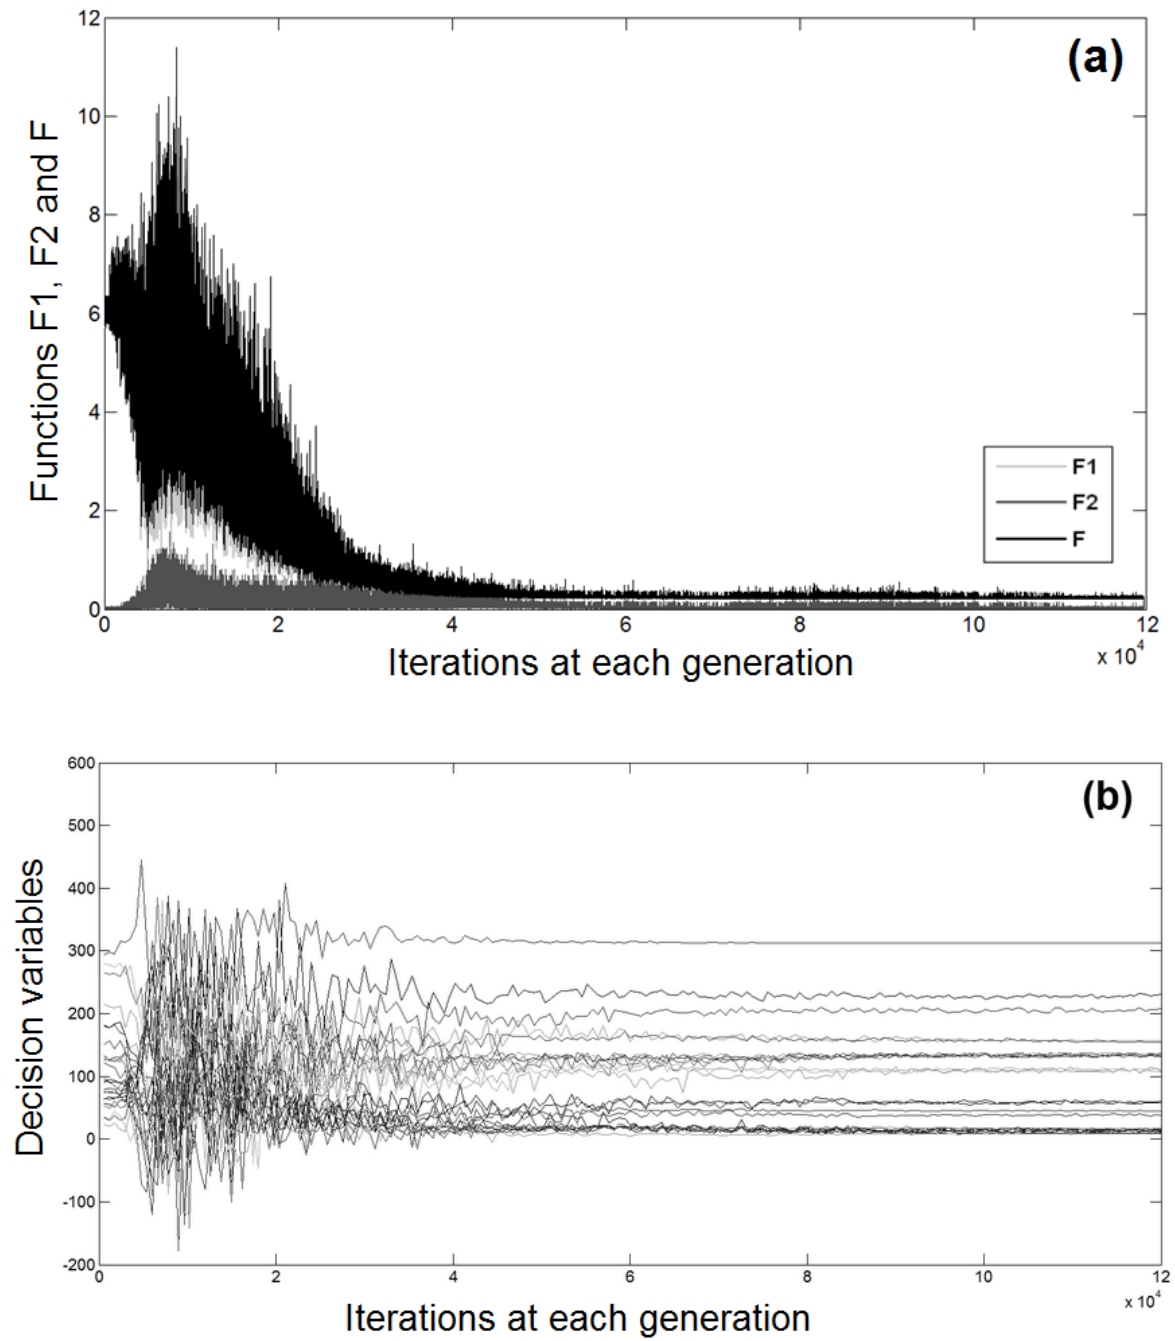 12
10
8
6
4
2
0
Functions F1, F2 and F
(a)
F1
F2
F
0 2 4 6 8 10 12
x 10^4
Iterations at each generation
600
500
400
300
200
100
0
-100
-200
Decision variables
(b)
0 2 4 6 8 10 12
x 10^4
Iterations at each generation